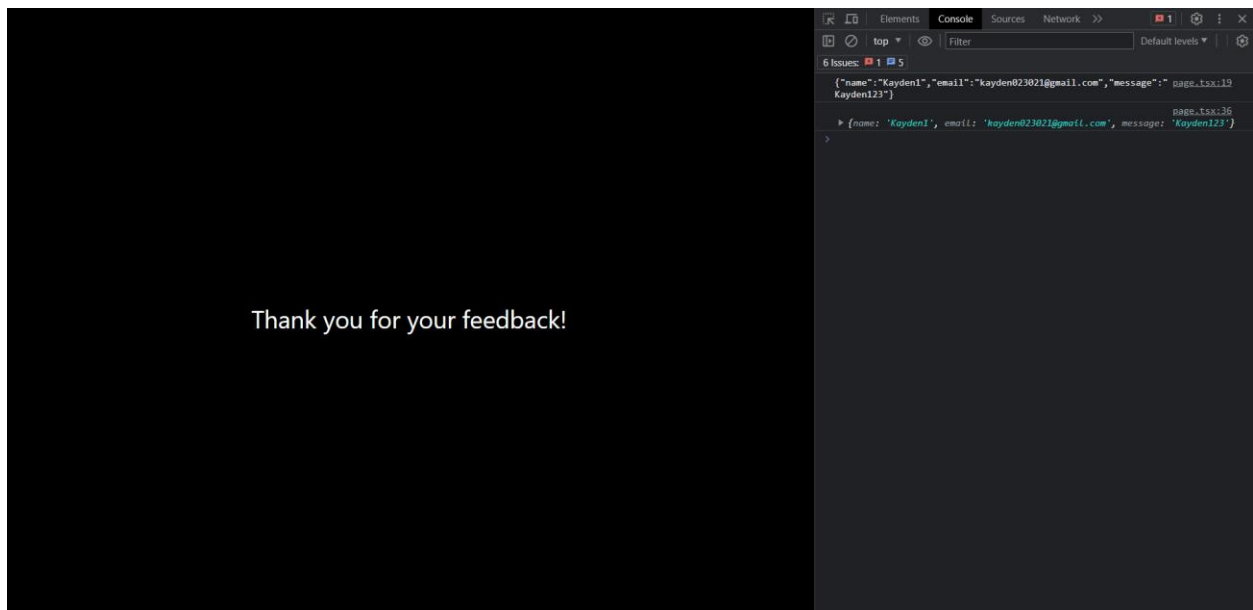 Thank you for your feedback!
Elements Console Sources Network 1
top Filter Default levels
6 Issues: 1 5
{"name":"Kayden1","email":"kayden023021@gmail.com","message":" page.tsx:19
Kayden123"}
page.tsx:36
{name: 'Kayden1', email: 'kayden023021@gmail.com', message: 'Kayden123'}